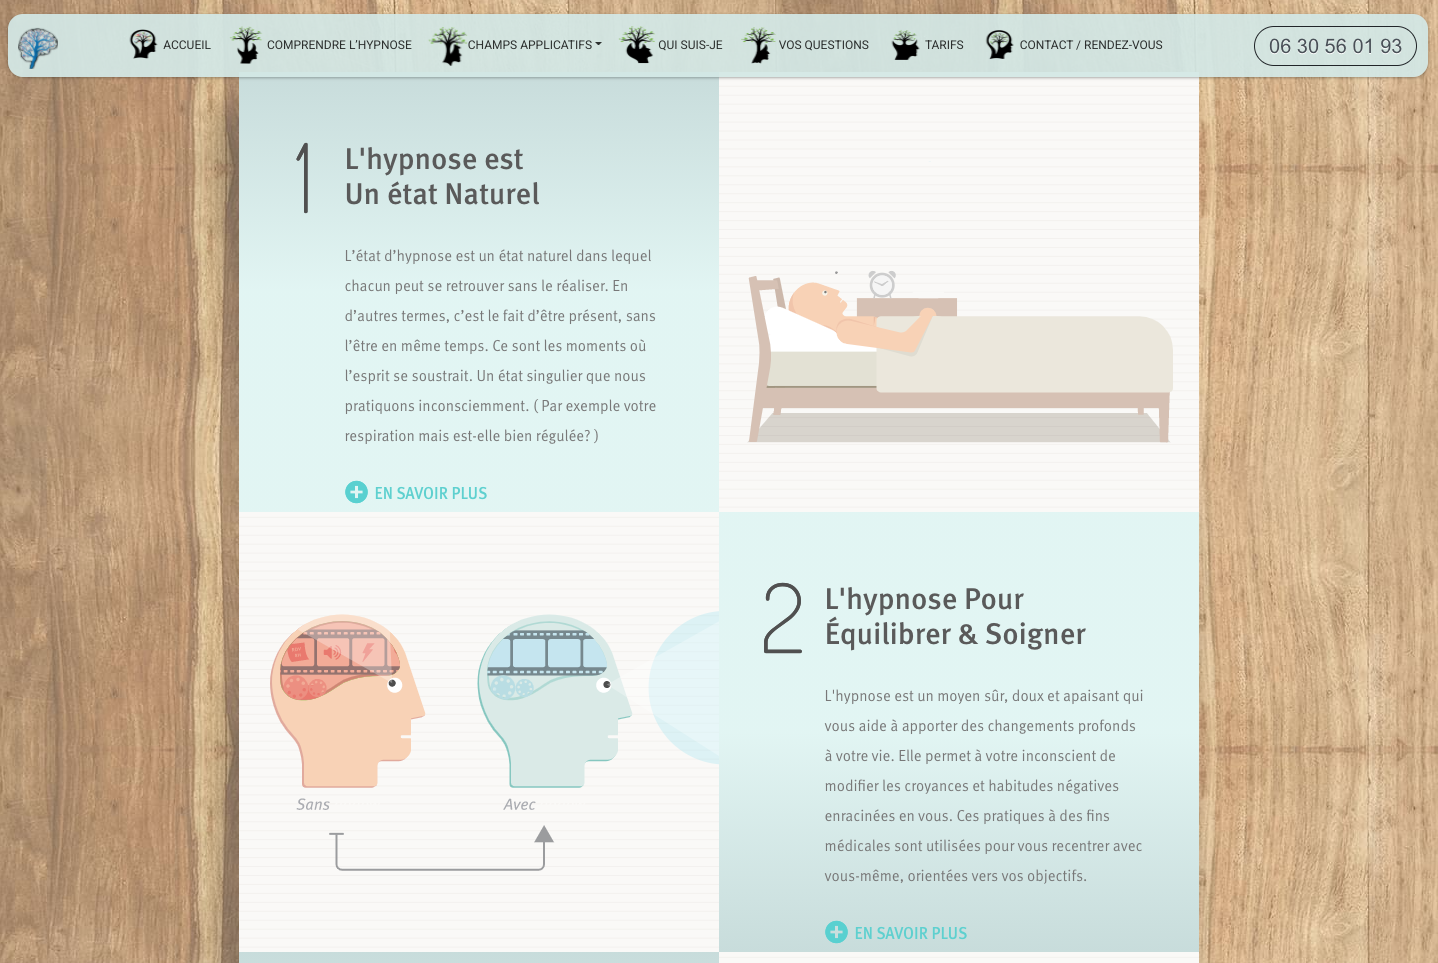 ACCUEIL
COMPRENDRE L'HYPNOSE
CHAMPS APPLICATIFS
QUI SUIS-JE
VOS QUESTIONS
TARIFS
CONTACT / RENDEZ-VOUS
06 30 56 01 93
1
L'hypnose est
Un état Naturel
L’état d’hypnose est un état naturel dans lequel
chacun peut se retrouver sans le réaliser. En
d’autres termes, c’est le fait d’être présent, sans
l’être en même temps. Ce sont les moments où
l’esprit se soustrait. Un état singulier que nous
pratiquons inconsciemment. ( Par exemple votre
respiration mais est-elle bien régulée? )
EN SAVOIR PLUS
Sans
Avec
2
L'hypnose Pour
Équilibrer & Soigner
L'hypnose est un moyen sûr, doux et apaisant qui
vous aide à apporter des changements profonds
à votre vie. Elle permet à votre inconscient de
modifier les croyances et habitudes négatives
enracinées en vous. Ces pratiques à des fins
médicales sont utilisées pour vous recentrer avec
vous-même, orientées vers vos objectifs.
EN SAVOIR PLUS